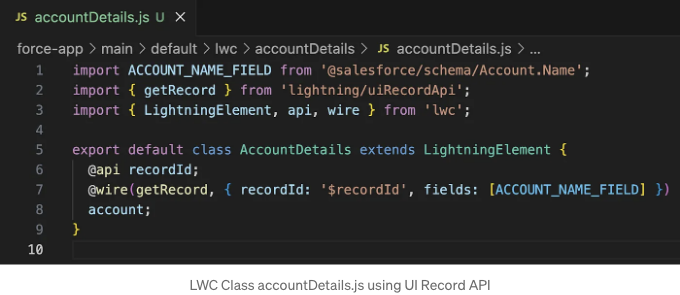 JS accountDetails.js U ×
force-app > main > default > lwc > accountDetails > JS accountDetails.js > ...
1 import ACCOUNT_NAME_FIELD from '@salesforce/schema/Account.Name';
2 import { getRecord } from 'lightning/uiRecordApi';
3 import { LightningElement, api, wire } from 'lwc';
4
5 export default class AccountDetails extends LightningElement {
6 @api recordId;
7 @wire(getRecord, { recordId: '$recordId', fields: [ACCOUNT_NAME_FIELD] })
8 account;
9 }
10
LWC Class accountDetails.js using UI Record API